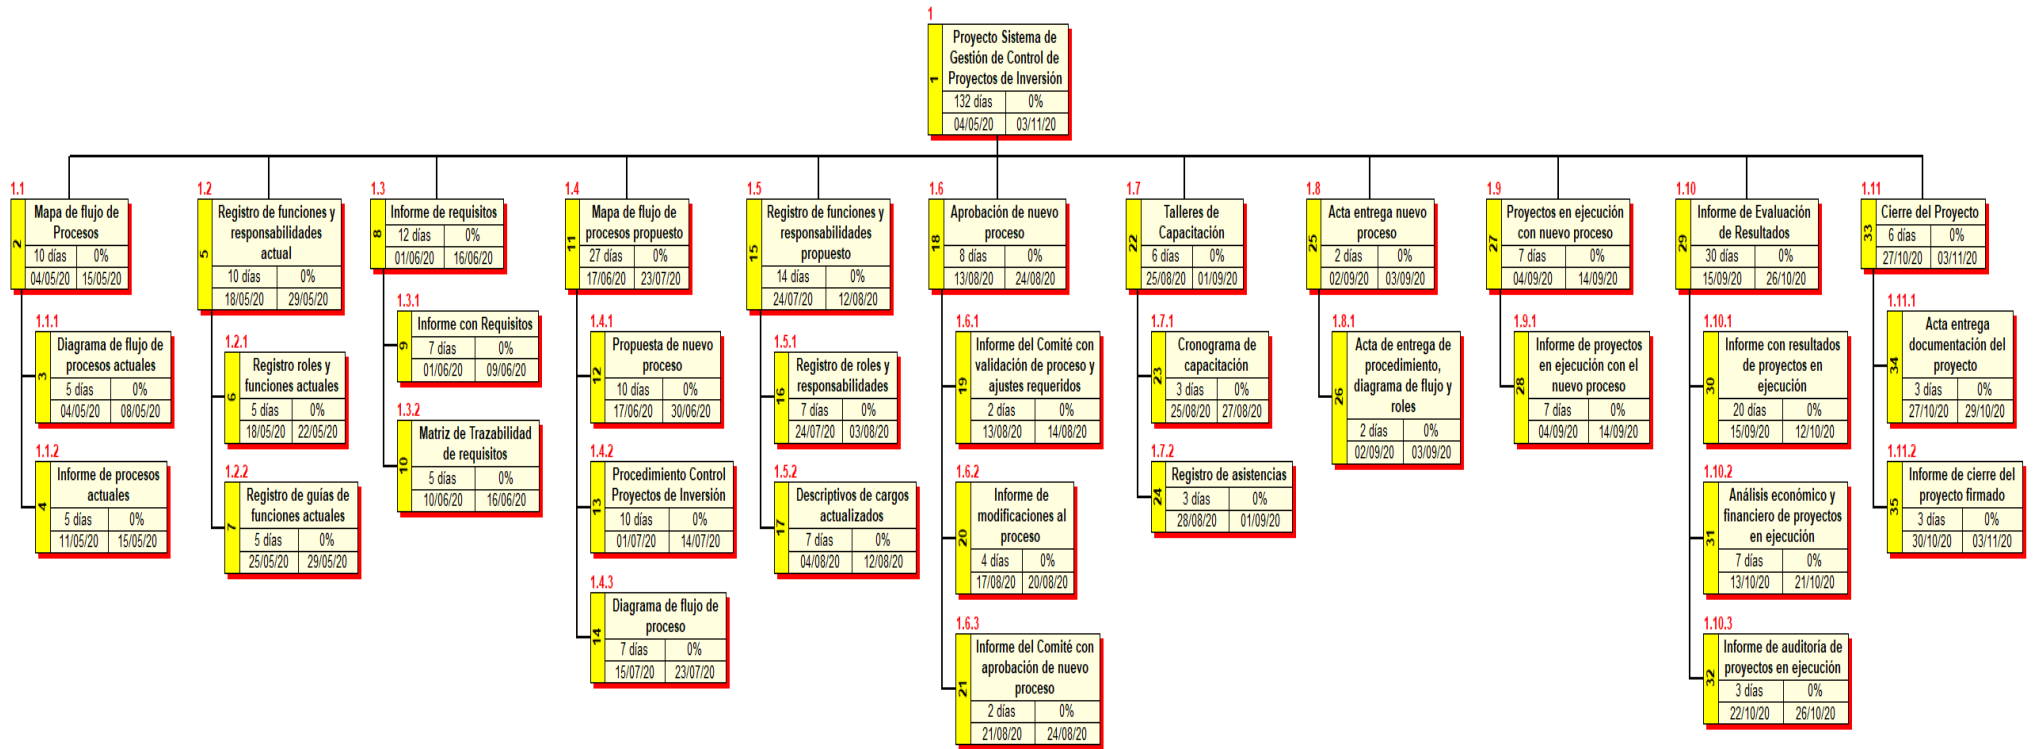 1
Proyecto Sistema de
Gestión de Control de
Proyectos de Inversión
1
132 días 0%
04/05/20 03/11/20
1.1
Mapa de flujo de
Procesos
2
10 días 0%
04/05/20 15/05/20
1.1.1
Diagrama de flujo de
procesos actuales
3
5 días 0%
04/05/20 08/05/20
1.1.2
Informe de procesos
actuales
4
5 días 0%
11/05/20 15/05/20
1.2
Registro de funciones y
responsabilidades
actual
5
10 días 0%
18/05/20 29/05/20
1.2.1
Registro roles y
funciones actuales
6
5 días 0%
18/05/20 22/05/20
1.2.2
Registro de guías de
funciones actuales
7
5 días 0%
25/05/20 29/05/20
1.3
Informe de requisitos
8
12 días 0%
01/06/20 16/06/20
1.3.1
Informe con Requisitos
9
7 días 0%
01/06/20 09/06/20
1.3.2
Matriz de Trazabilidad
de requisitos
10
5 días 0%
10/06/20 16/06/20
1.4
Mapa de flujo de
procesos propuesto
11
27 días 0%
17/06/20 23/07/20
1.4.1
Propuesta de nuevo
proceso
12
10 días 0%
17/06/20 30/06/20
1.4.2
Procedimiento Control
Proyectos de Inversión
13
10 días 0%
01/07/20 14/07/20
1.4.3
Diagrama de flujo de
proceso
14
7 días 0%
15/07/20 23/07/20
1.5
Registro de funciones y
responsabilidades
propuesto
15
14 días 0%
24/07/20 12/08/20
1.5.1
Registro de roles y
responsabilidades
16
7 días 0%
24/07/20 03/08/20
1.5.2
Descriptivos de cargos
actualizados
17
7 días 0%
04/08/20 12/08/20
1.6
Aprobación de nuevo
proceso
18
8 días 0%
13/08/20 24/08/20
1.6.1
Informe del Comité con
validación de proceso y
ajustes requeridos
19
2 días 0%
13/08/20 14/08/20
1.6.2
Informe de
modificaciones al
proceso
20
4 días 0%
17/08/20 20/08/20
1.6.3
Informe del Comité con
aprobación de nuevo
proceso
21
2 días 0%
21/08/20 24/08/20
1.7
Talleres de
Capacitación
22
6 días 0%
25/08/20 01/09/20
1.7.1
Cronograma de
capacitación
23
3 días 0%
25/08/20 27/08/20
1.7.2
Registro de asistencias
24
3 días 0%
28/08/20 01/09/20
1.8
Acta entrega nuevo
proceso
25
2 días 0%
02/09/20 03/09/20
1.8.1
Acta de entrega de
procedimiento,
diagrama de flujo y
roles
26
2 días 0%
02/09/20 03/09/20
1.9
Proyectos en ejecución
con nuevo proceso
27
7 días 0%
04/09/20 14/09/20
1.9.1
Informe de proyectos
en ejecución con el
nuevo proceso
28
7 días 0%
04/09/20 14/09/20
1.10
Informe de Evaluación
de Resultados
29
30 días 0%
15/09/20 26/10/20
1.10.1
Informe con resultados
de proyectos en
ejecución
30
20 días 0%
15/09/20 12/10/20
1.10.2
Análisis económico y
financiero de proyectos
en ejecución
31
7 días 0%
13/10/20 21/10/20
1.10.3
Informe de auditoría de
proyectos en ejecución
32
3 días 0%
22/10/20 26/10/20
1.11
Cierre del Proyecto
33
6 días 0%
27/10/20 03/11/20
1.11.1
Acta entrega
documentación del
proyecto
34
3 días 0%
27/10/20 29/10/20
1.11.2
Informe de cierre del
proyecto firmado
35
3 días 0%
30/10/20 03/11/20